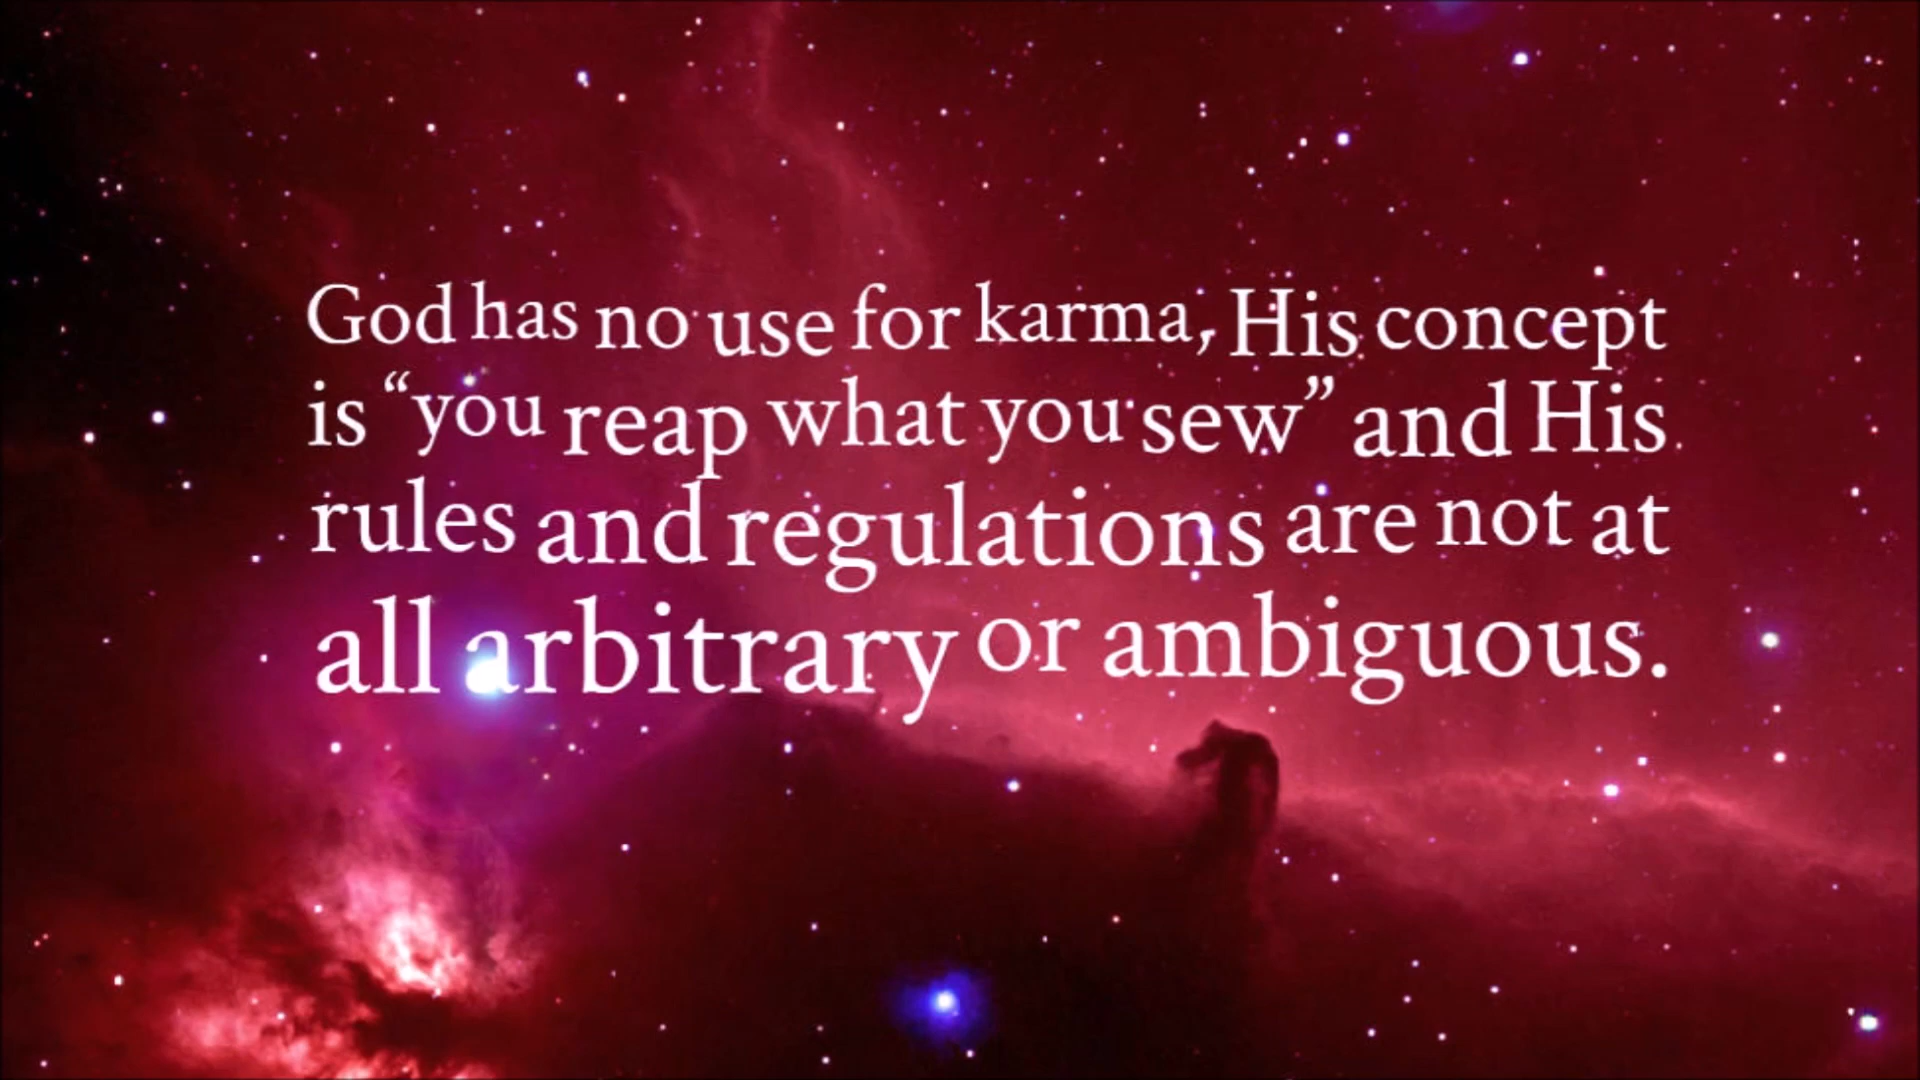 God has no use for karma, His concept
is “you reap what you sew” and His
rules and regulations are not at
all arbitrary or ambiguous.